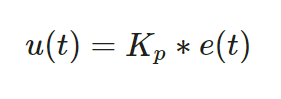 u(t) = K_p * e(t)